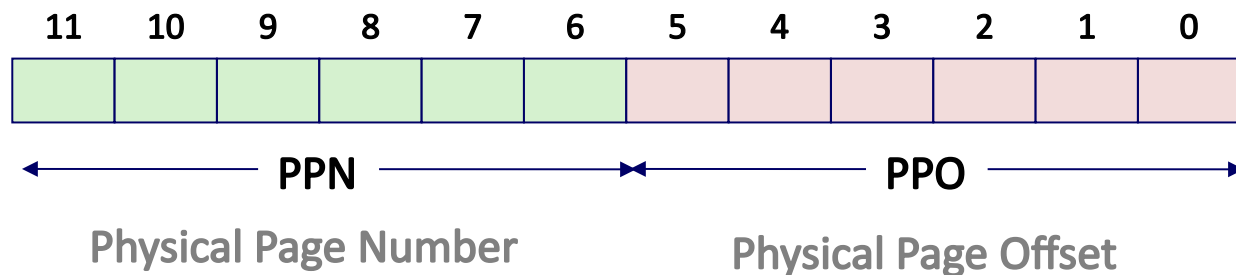 11 10 9 8 7 6 5 4 3 2 1 0
PPN PPO
Physical Page Number Physical Page Offset